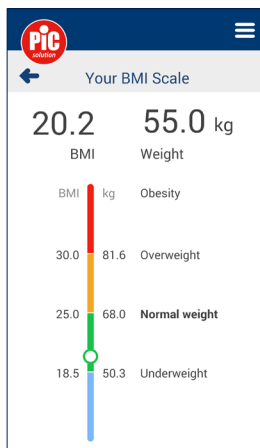 PiC
solution
Your BMI Scale
20.2 55.0 kg
BMI Weight
BMI kg Obesity
30.0 81.6 Overweight
25.0 68.0 Normal weight
18.5 50.3 Underweight